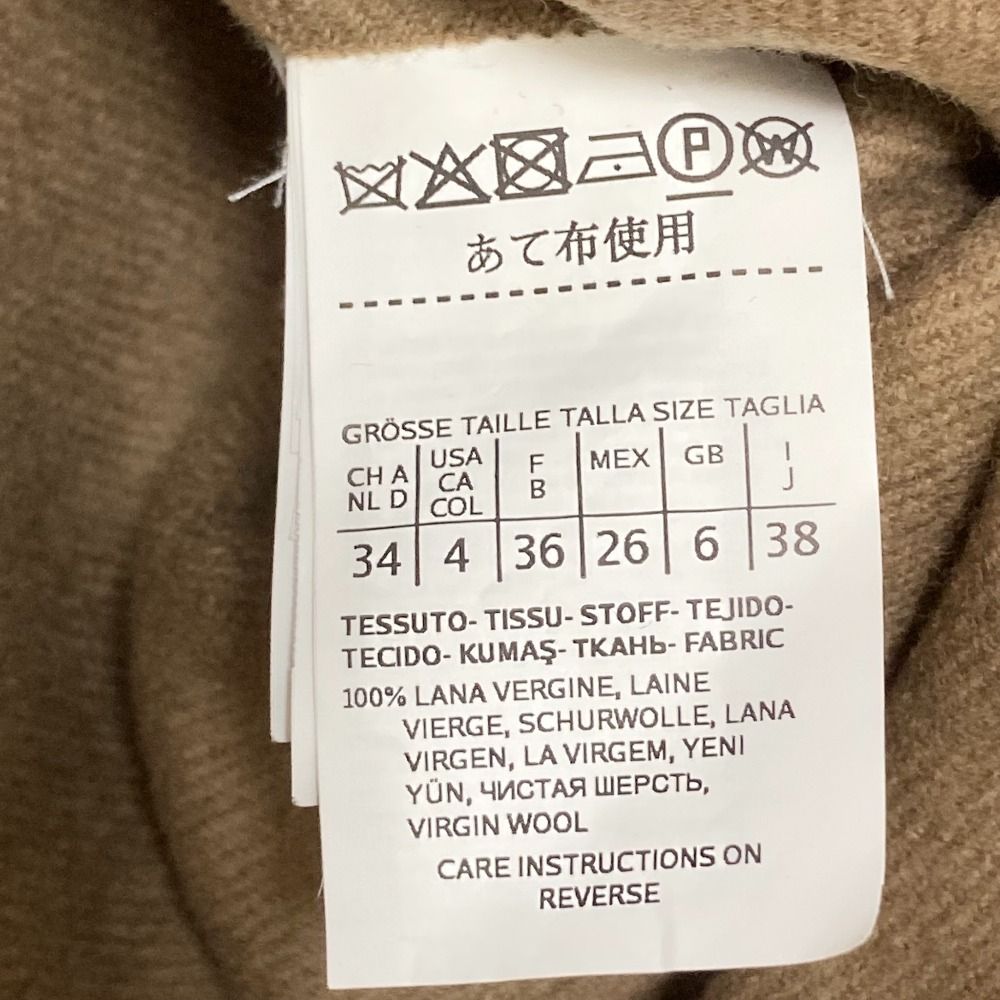 P W
あて布使用
GRÖSSE TAILLE TALLA SIZE TAGLIA
CH A NL D USA CA COL F B MEX GB I J
34 4 36 26 6 38
TESSUTO- TISSU- STOFF- TEJIDO-
TECIDO- KUMAŞ- ТКАНЬ- FABRIC
100% LANA VERGINE, LAINE
VIERGE, SCHURWOLLE, LANA
VIRGEN, LA VIRGEM, YENI
YÜN, ЧИСТАЯ ШЕРСТЬ,
VIRGIN WOOL
CARE INSTRUCTIONS ON
REVERSE